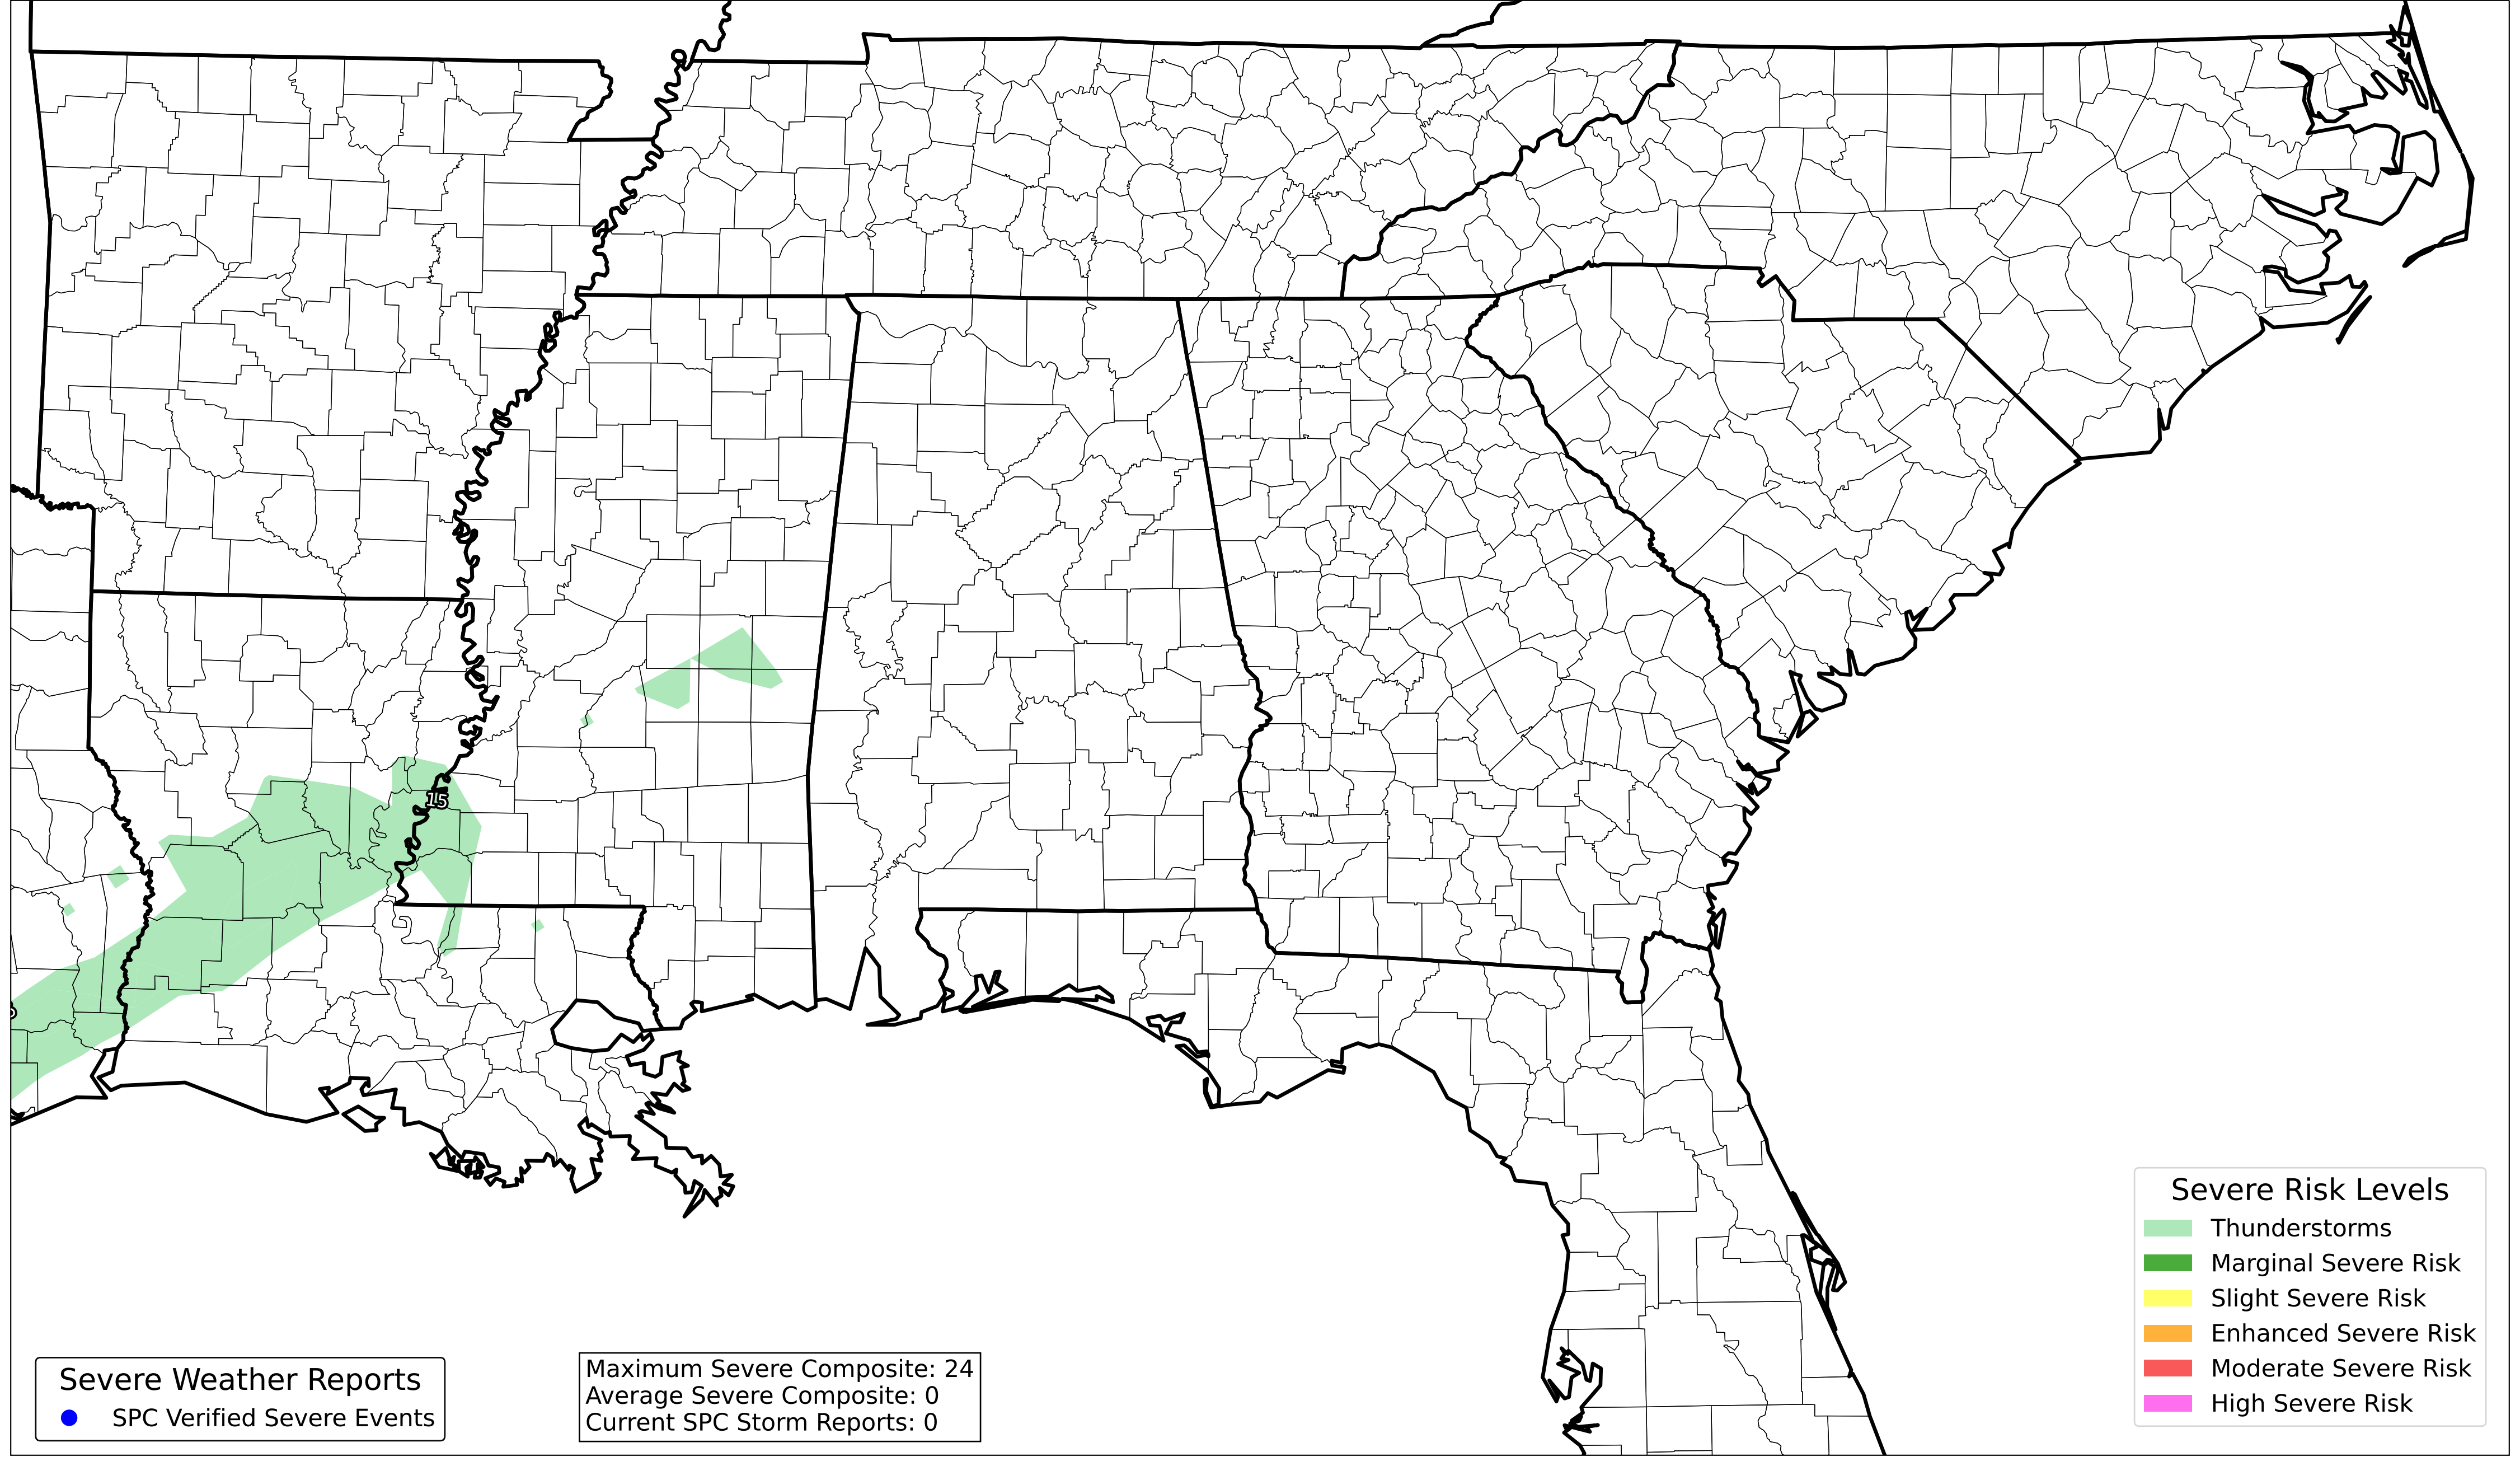 15
Severe Risk Levels
Thunderstorms
Marginal Severe Risk
Slight Severe Risk
Enhanced Severe Risk
Moderate Severe Risk
High Severe Risk
Severe Weather Reports
SPC Verified Severe Events
Maximum Severe Composite: 24
Average Severe Composite: 0
Current SPC Storm Reports: 0